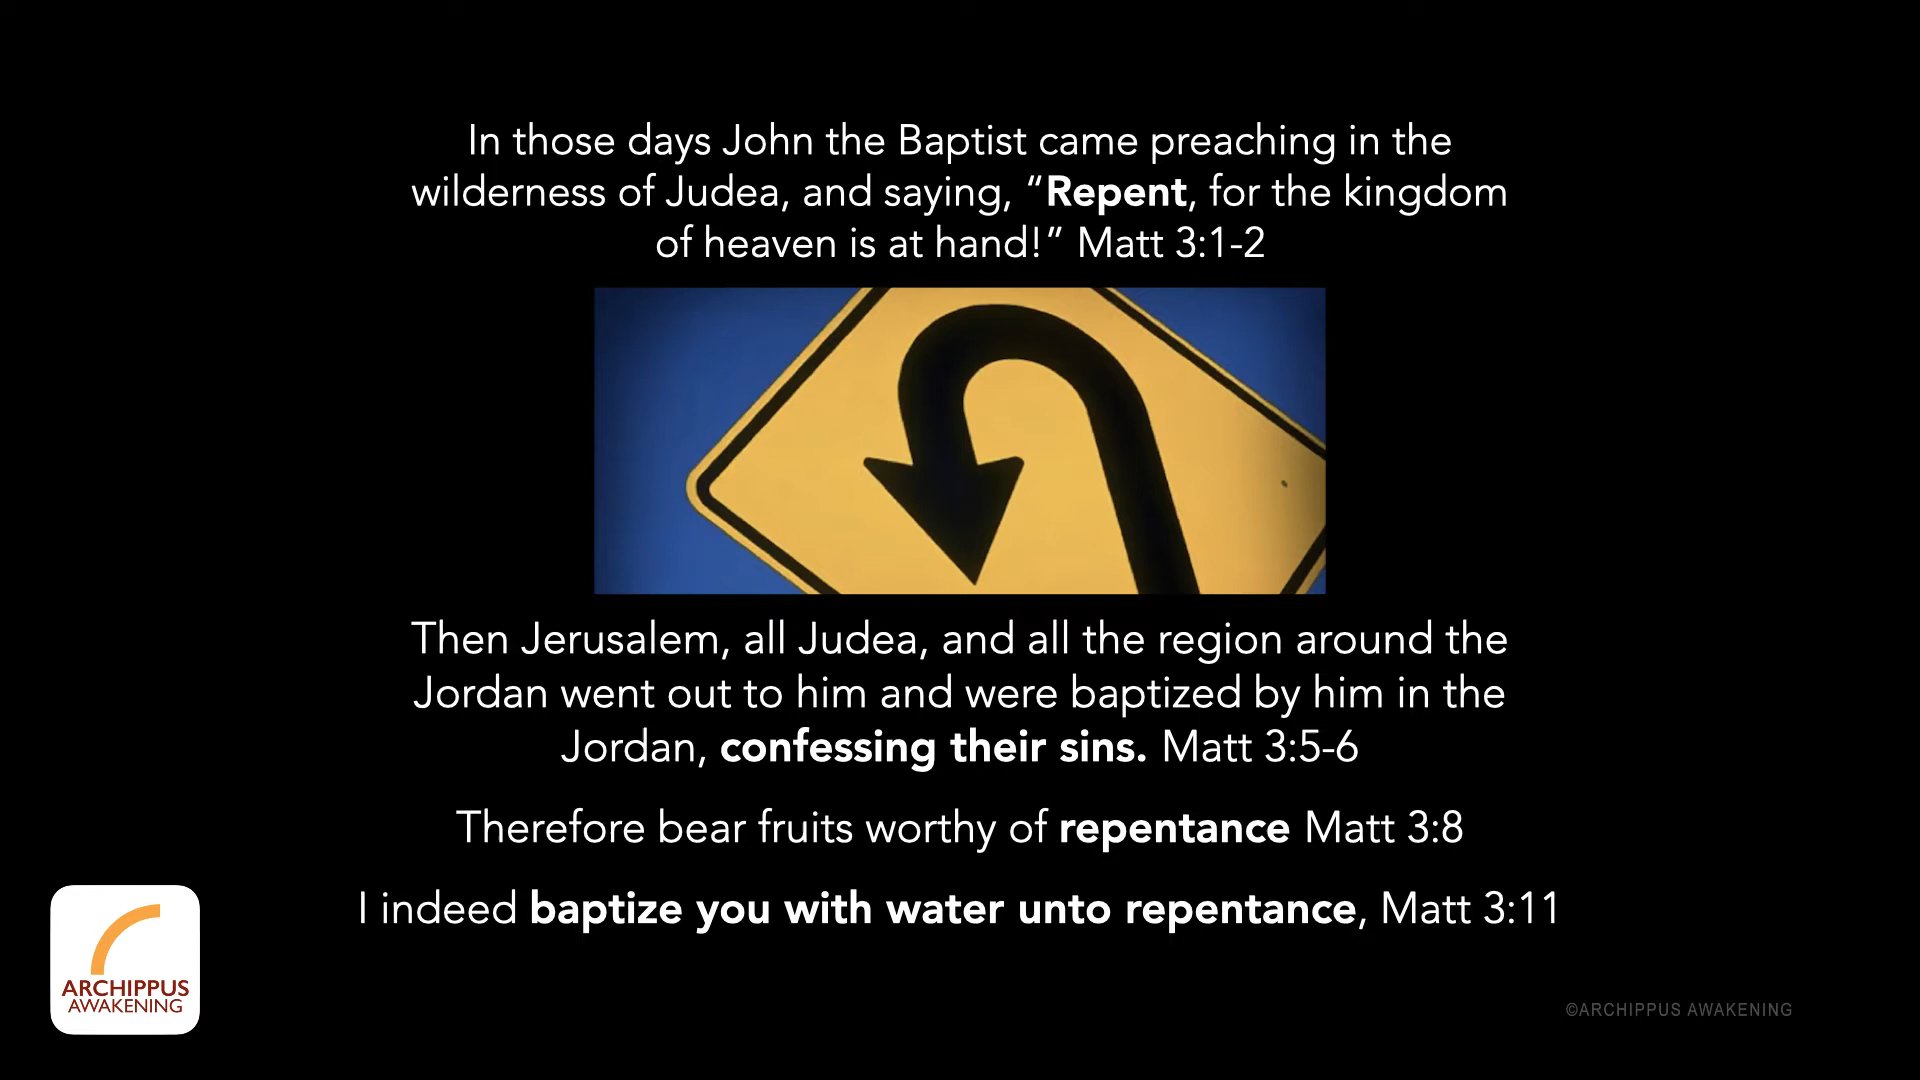 In those days John the Baptist came preaching in the
wilderness of Judea, and saying, “Repent, for the kingdom
of heaven is at hand!” Matt 3:1-2
Then Jerusalem, all Judea, and all the region around the
Jordan went out to him and were baptized by him in the
Jordan, confessing their sins. Matt 3:5-6
Therefore bear fruits worthy of repentance Matt 3:8
I indeed baptize you with water unto repentance, Matt 3:11
ARCHIPPUS
AWAKENING
©ARCHIPPUS AWAKENING